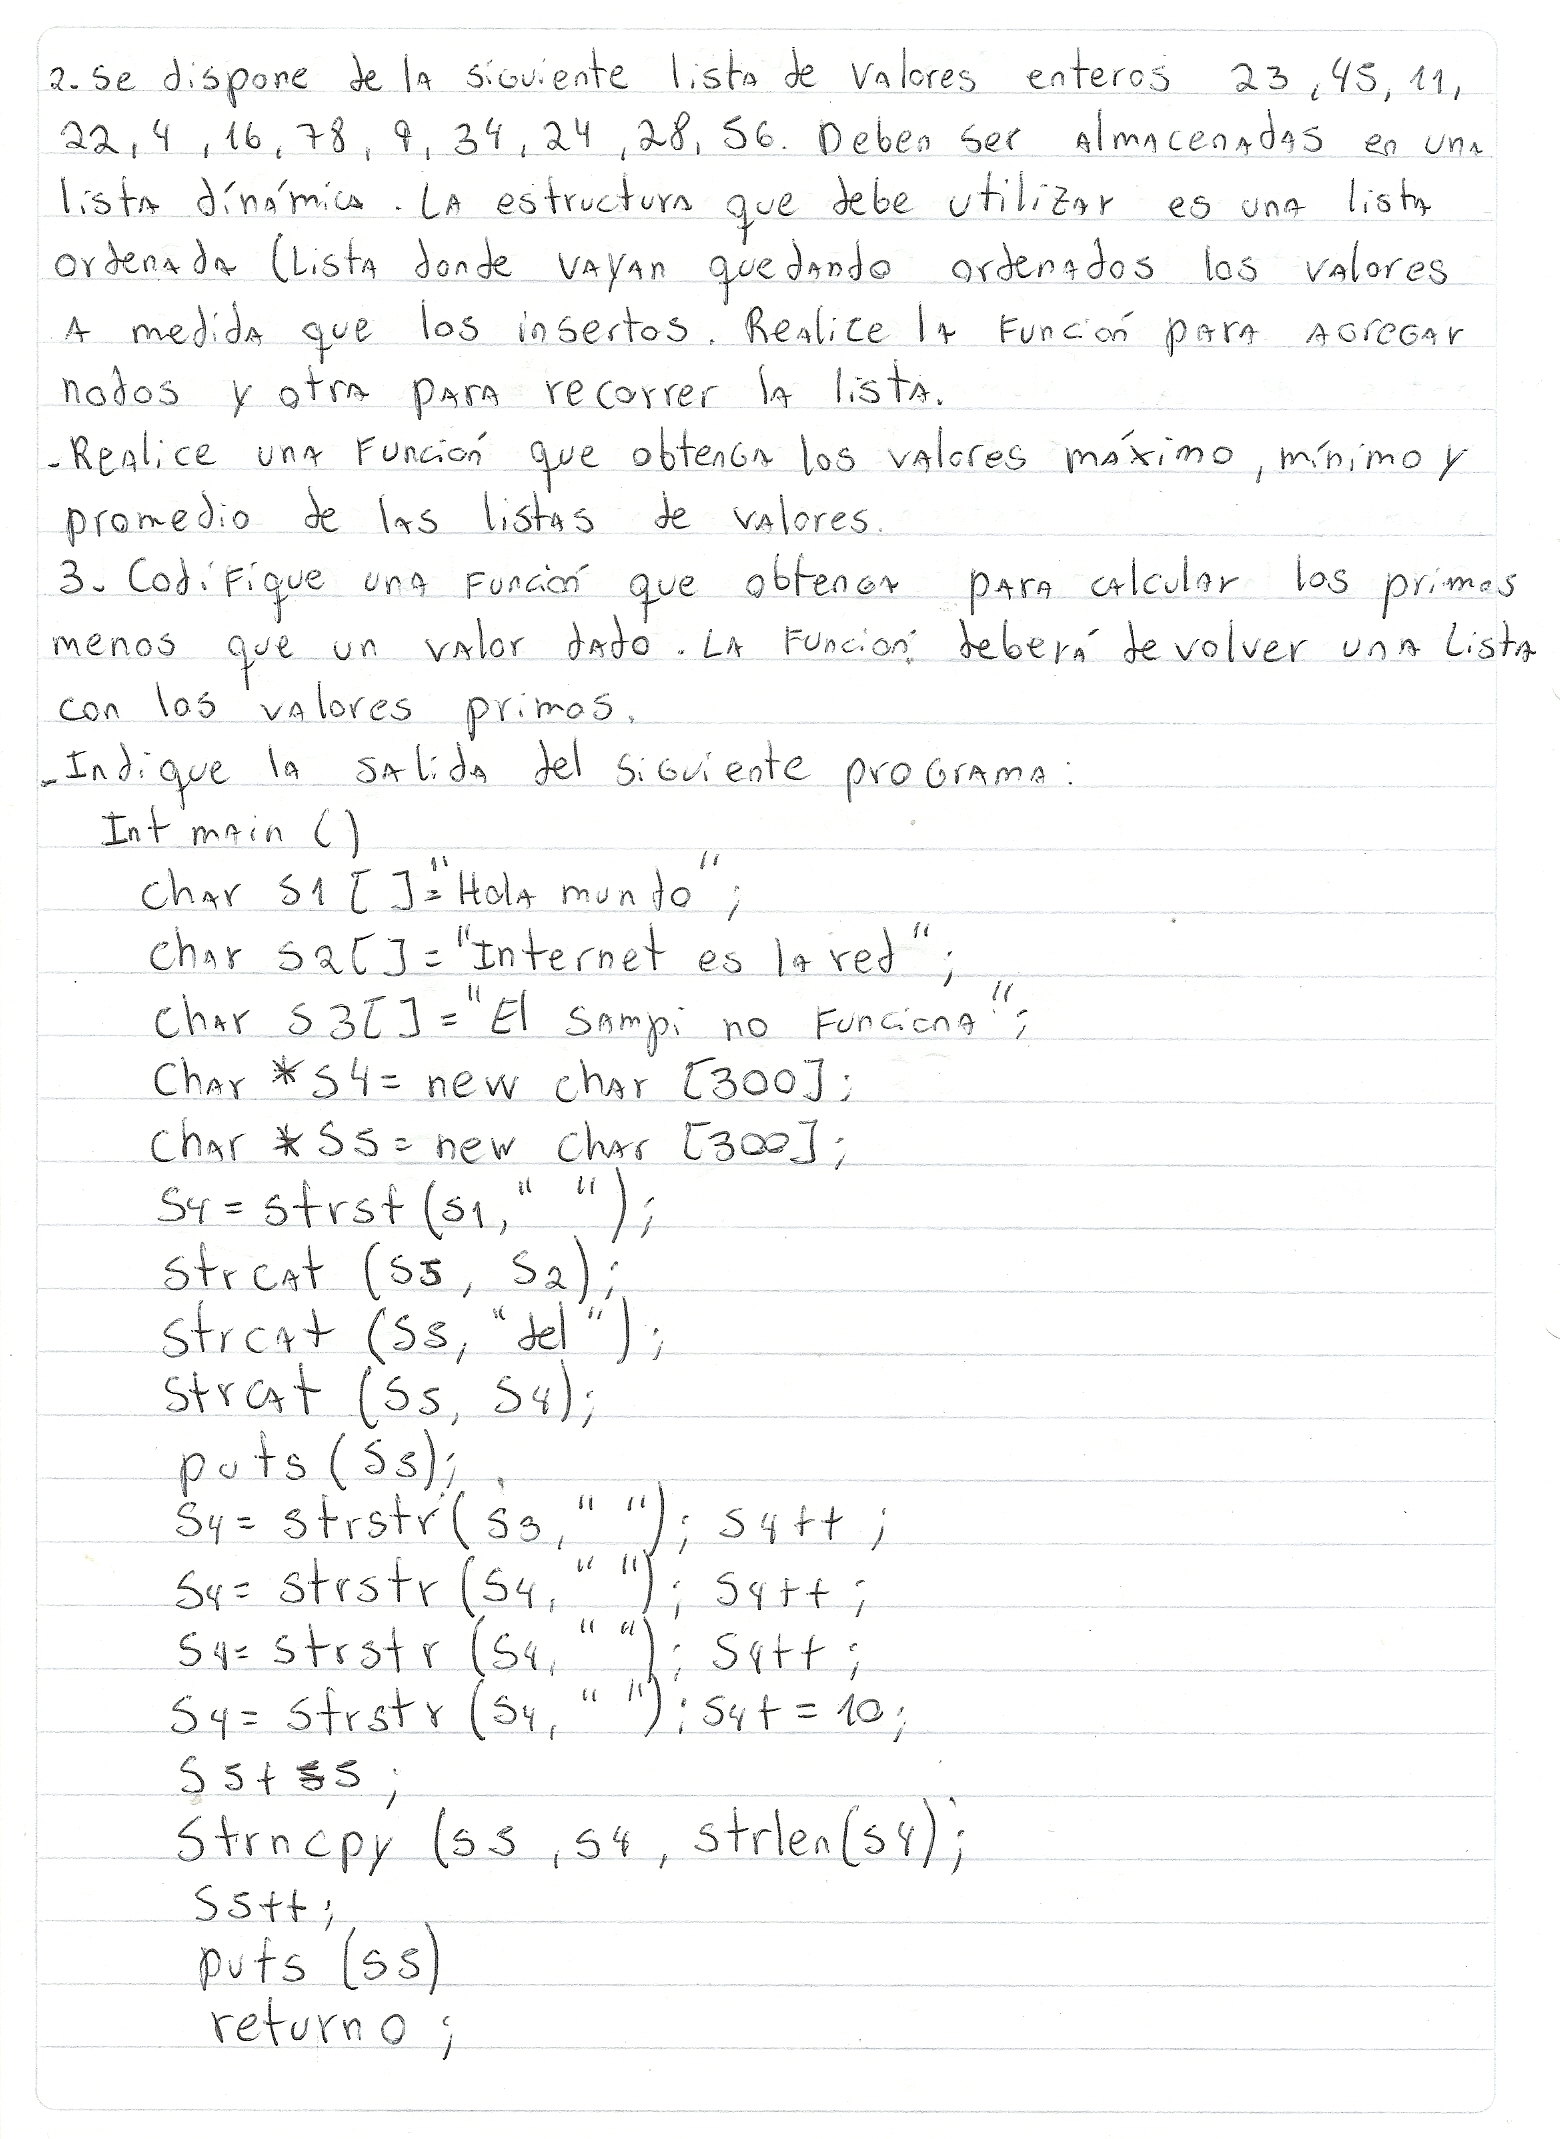 2. Se dispone de la siguiente lista de valores enteros 23, 45, 11,
22, 4, 16, 78, 9, 34, 24, 28, 56. Deben ser almacenadas en una
lista dínámica. La estructura que debe utilizar es una lista
ordenada (Lista donde vayan quedando ordenados los valores
a medida que los insertos. Realice la función para agregar
nodos y otra para recorrer la lista.
- Realice una función que obtenga los valores máximo, mínimo y
promedio de las listas de valores.
3. Codifique una función que obtenga para calcular los primos
menos que un valor dado. La función deberá devolver una lista
con los valores primos.
- Indique la salida del siguiente programa:
Int main ()
char s1 [ ]="Hola mundo";
char s2[ ]="Internet es la red";
char s3[ ]="El sampi no funciona";
char *s4= new char [300];
char *s5= new char [300];
s4= strst(s1," ");
strcat (s5, s2);
strcat (s5, "del");
strcat (s5, s4);
puts (s5);
s4= strstr(s3," "); s4++;
s4= strstr(s4," "); s4++;
s4= strstr(s4," "); s4++;
s4= strstr(s4," "); s4+=10;
s5+55;
strncpy (s5, s4, strlen(s4);
s5++;
puts (s5)
return 0;